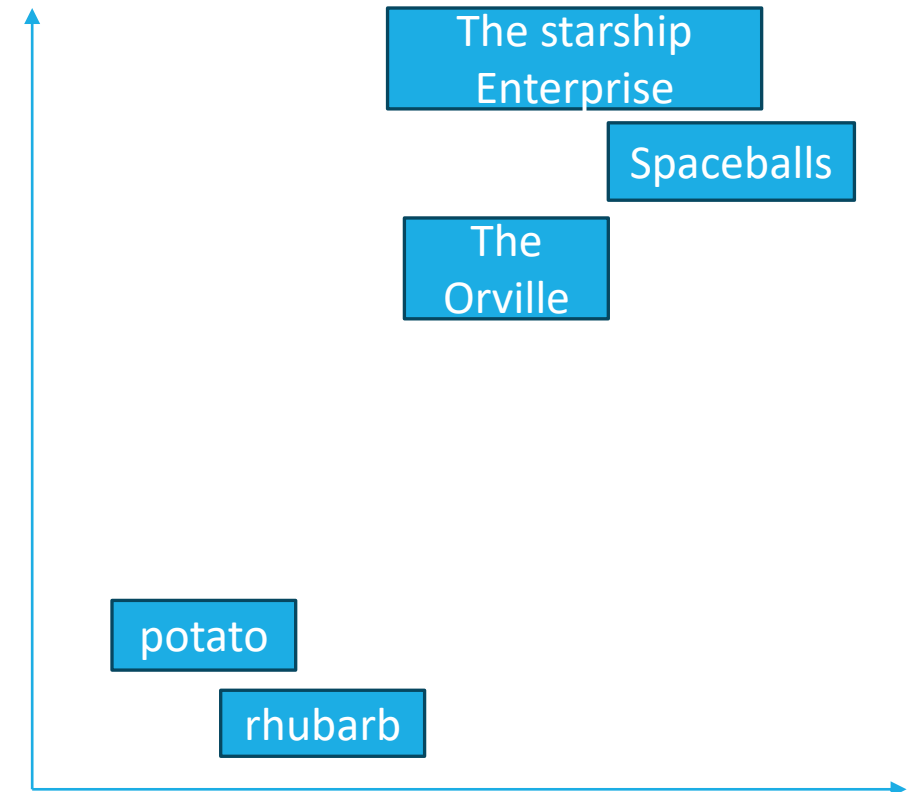 The starship
Enterprise
Spaceballs
The
Orville
potato
rhubarb